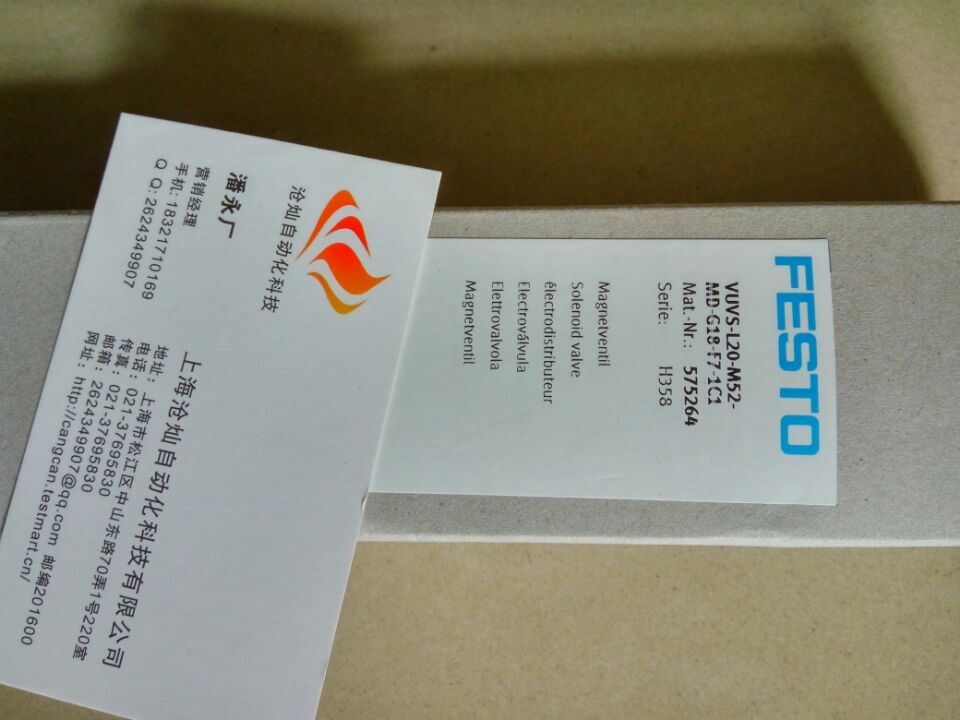 沧灿自动化科技
潘永广
营销经理
手机: 18321710169
Q Q: 2624349907
上海沧灿自动化科技有限公司
地址：上海市松江区中山东路70弄1号220室
电话：021-37695830
传真：021-37695830
邮箱：2624349907@qq.com 邮编201600
网址：http://cangcan.testmart.cn/
FESTO
VUVS-L20-M52-
MD-G18-F7-1C1
Mat.-Nr.: 575264
Serie: H358
Magnetventil
Solenoid valve
électrodistributeur
Electroválvula
Elettrovalvola
Magnetventil